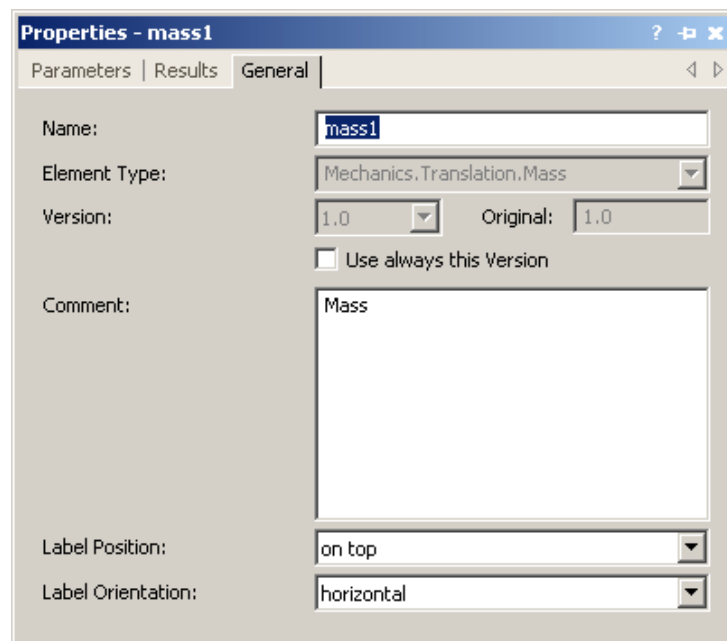 Properties - mass1 ?
Parameters | Results General
Name: mass1
Element Type: Mechanics.Translation.Mass
Version: 1.0 Original: 1.0
Use always this Version
Comment: Mass
Label Position: on top
Label Orientation: horizontal